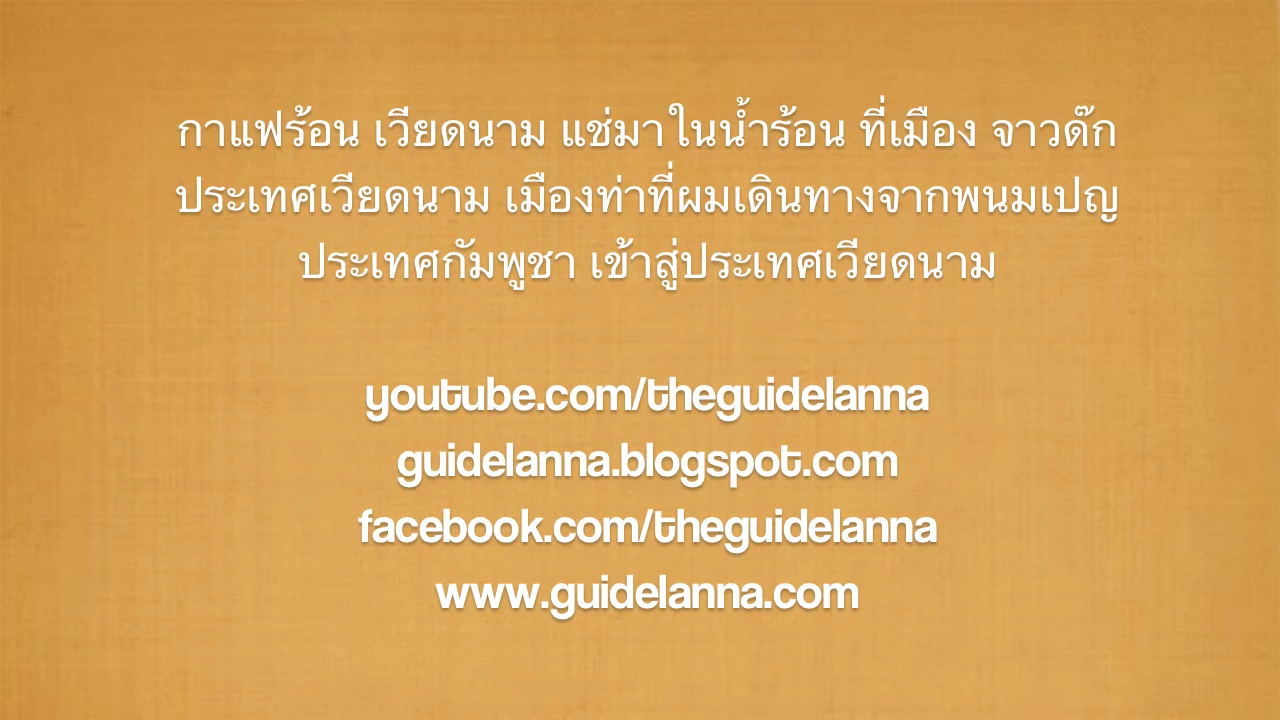 กาแฟร้อน เวียดนาม แช่มาในน้ำร้อน ที่เมือง จาวด๊ก
ประเทศเวียดนาม เมืองท่าที่ผมเดินทางจากพนมเปญ
ประเทศกัมพูชา เข้าสู่ประเทศเวียดนาม
youtube.com/theguidelanna
guidelanna.blogspot.com
facebook.com/theguidelanna
www.guidelanna.com